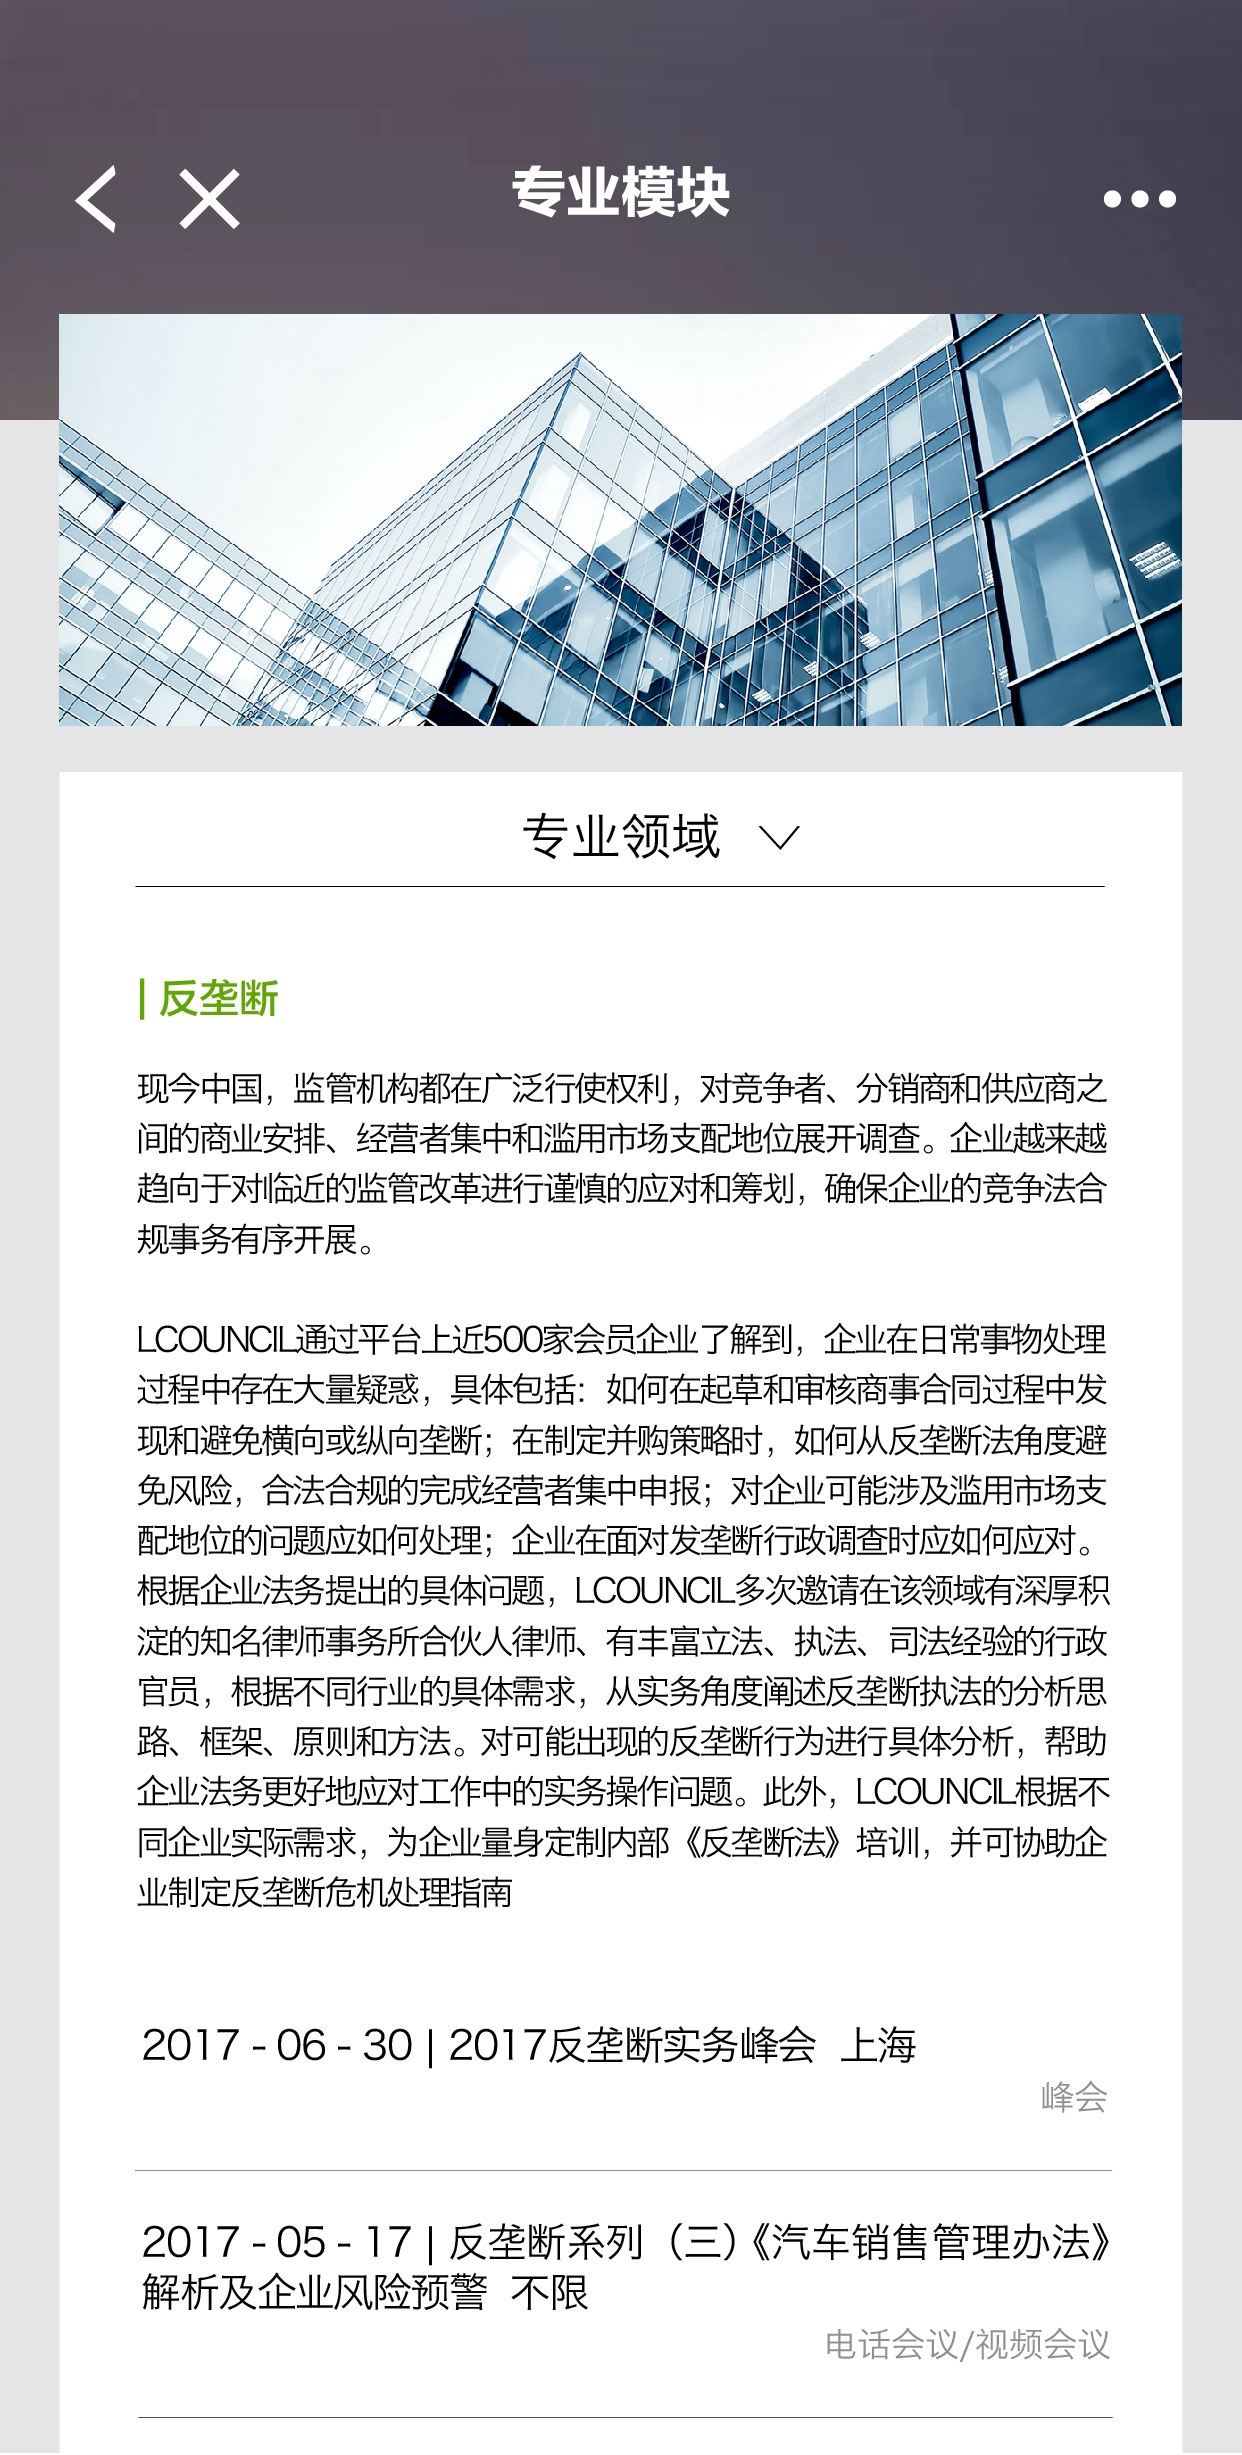 专业模块
专业领域
反垄断
现今中国，监管机构都在广泛行使权利，对竞争者、分销商和供应商之
间的商业安排、经营者集中和滥用市场支配地位展开调查。企业越来越
趋向于对临近的监管改革进行谨慎的应对和筹划，确保企业的竞争法合
规事务有序开展。
LCOUNCIL通过平台上近500家会员企业了解到，企业在日常事物处理
过程中存在大量疑惑，具体包括：如何在起草和审核商事合同过程中发
现和避免横向或纵向垄断；在制定并购策略时，如何从反垄断法角度避
免风险，合法合规的完成经营者集中申报；对企业可能涉及滥用市场支
配地位的问题应如何处理；企业在面对发垄断行政调查时应如何应对。
根据企业法务提出的具体问题，LCOUNCIL多次邀请在该领域有深厚积
淀的知名律师事务所合伙人律师、有丰富立法、执法、司法经验的行政
官员，根据不同行业的具体需求，从实务角度阐述反垄断执法的分析思
路、框架、原则和方法。对可能出现的反垄断行为进行具体分析，帮助
企业法务更好地应对工作中的实务操作问题。此外，LCOUNCIL根据不
同企业实际需求，为企业量身定制内部《反垄断法》培训，并可协助企
业制定反垄断危机处理指南
2017 - 06 - 30 | 2017反垄断实务峰会 上海
峰会
2017 - 05 - 17 | 反垄断系列（三）《汽车销售管理办法》
解析及企业风险预警 不限
电话会议/视频会议